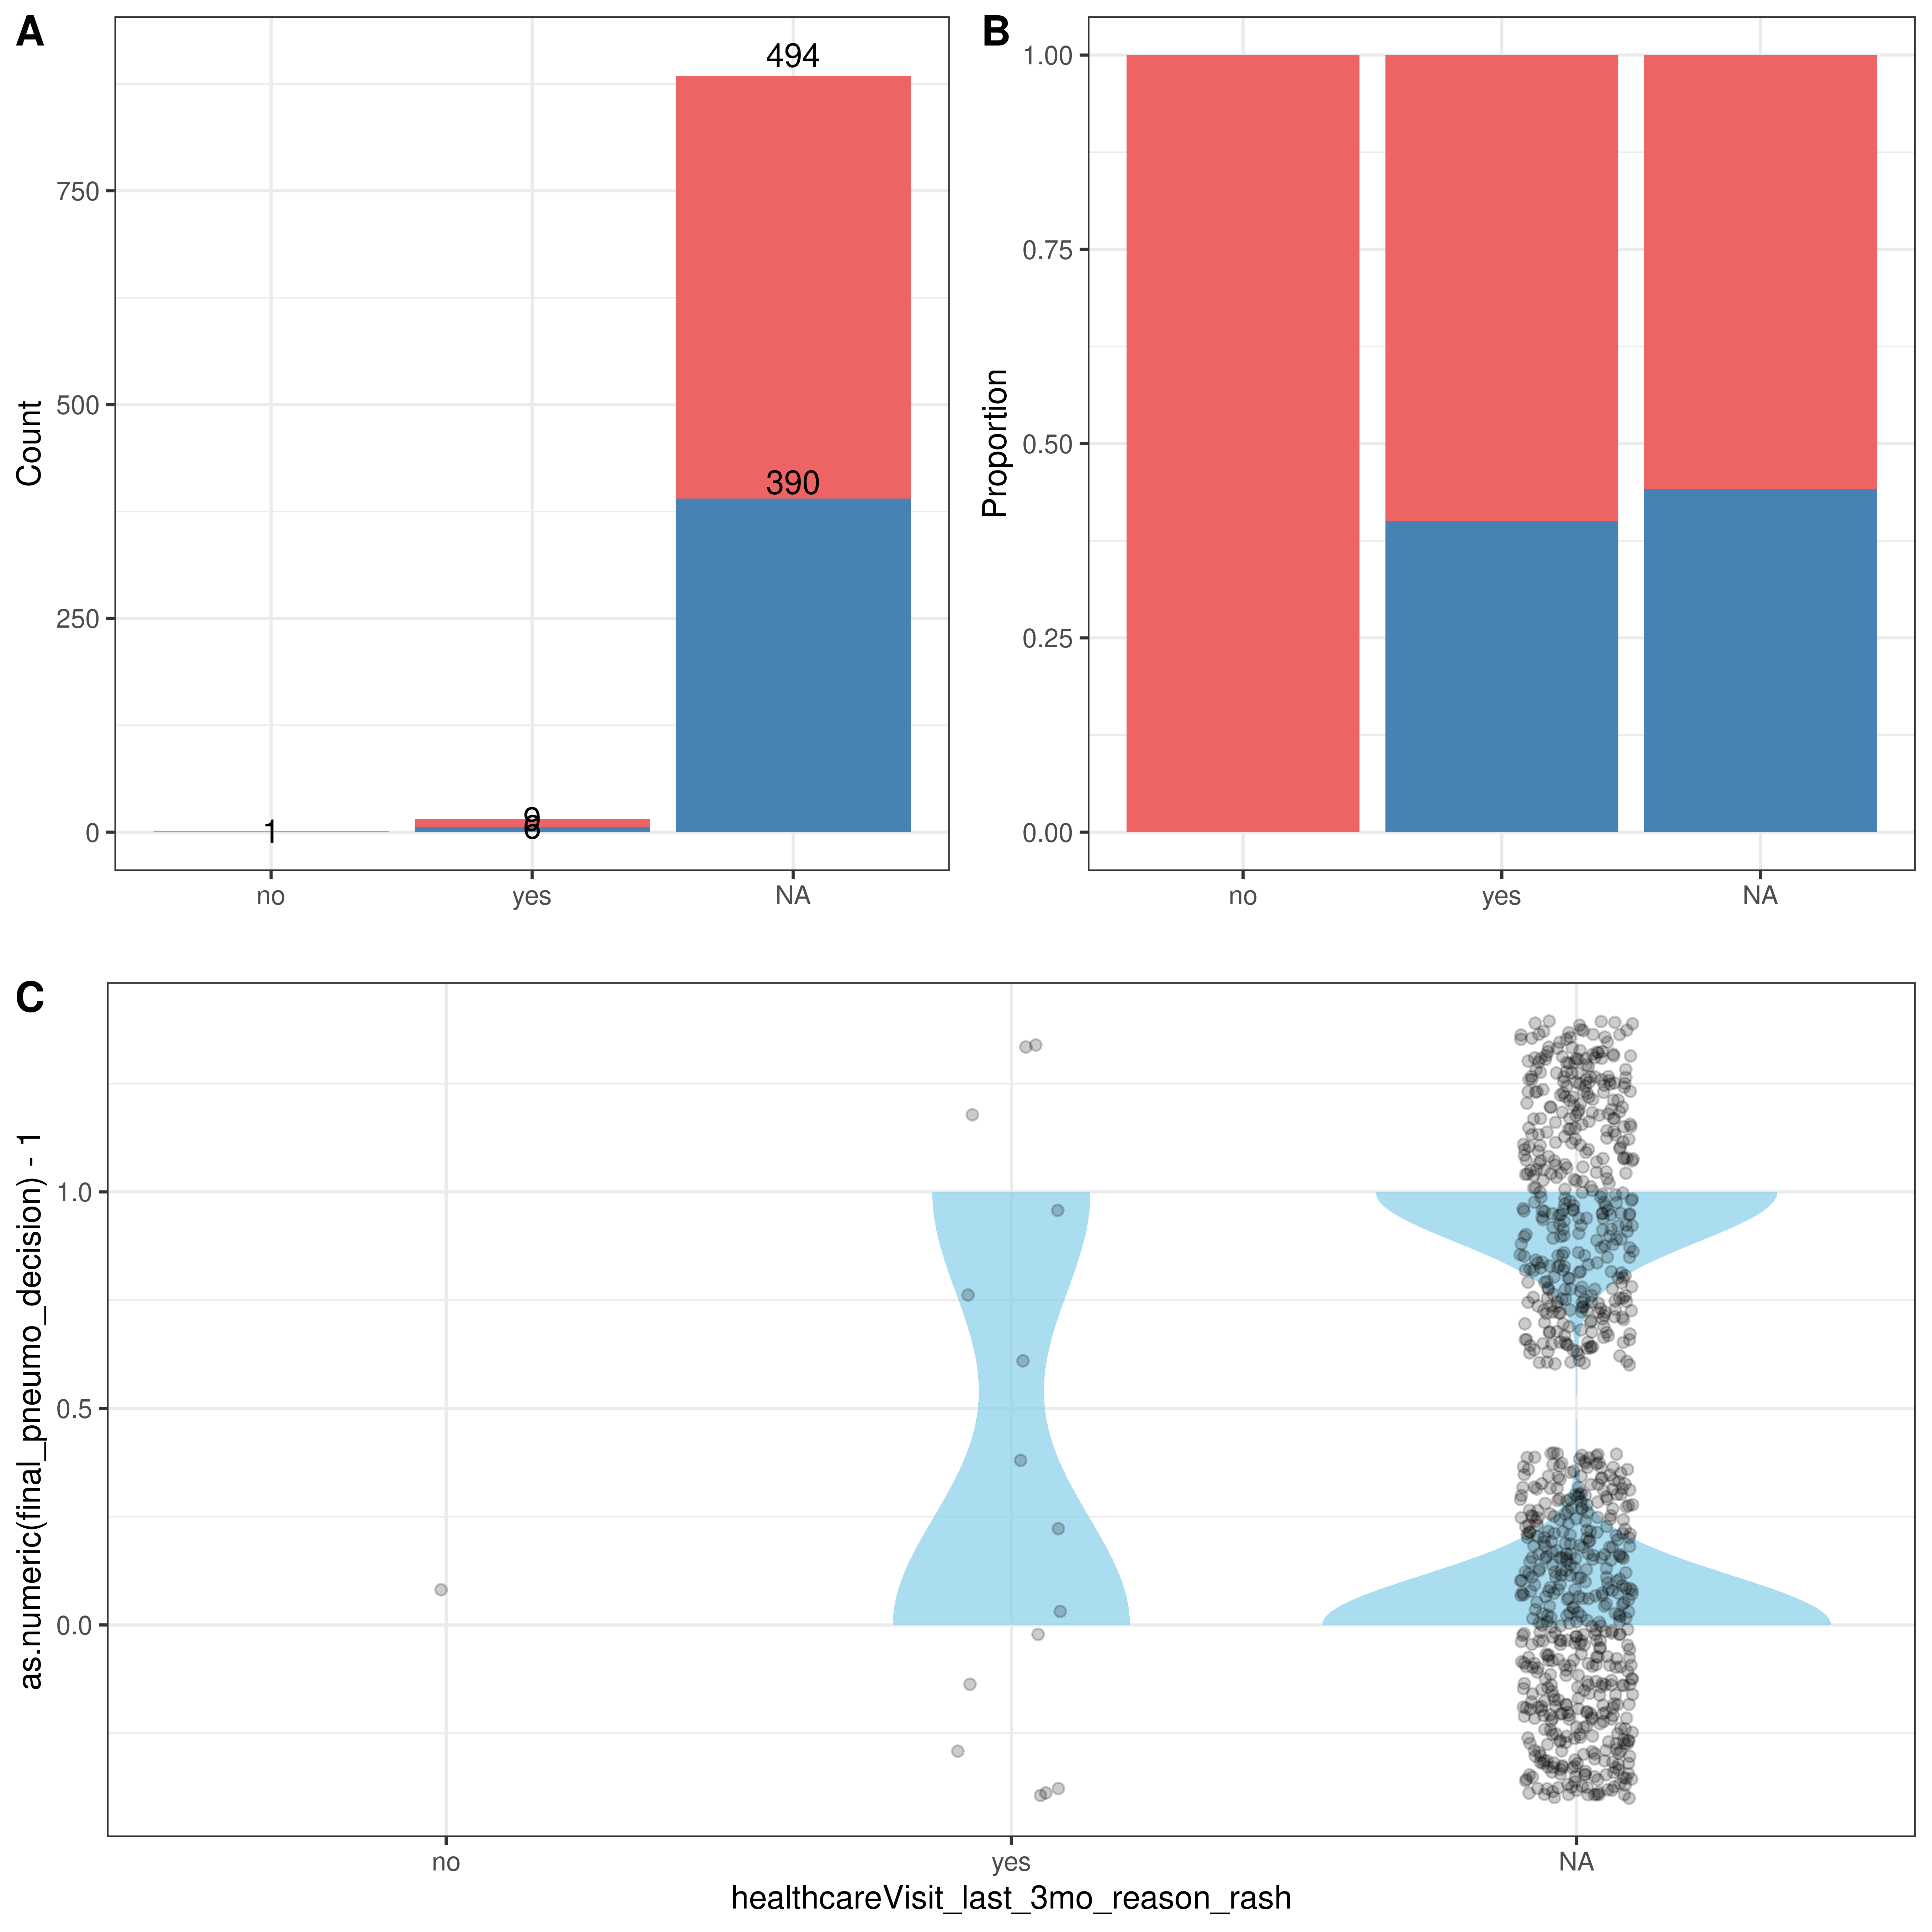 A
494
750
500
390
250
1
9
6
0
Count
no
yes
NA
B
1.00
0.75
0.50
0.25
0.00
Proportion
no
yes
NA
C
1.0
0.5
0.0
as.numeric(final_pneumo_decision) - 1
no
yes
NA
healthcareVisit_last_3mo_reason_rash